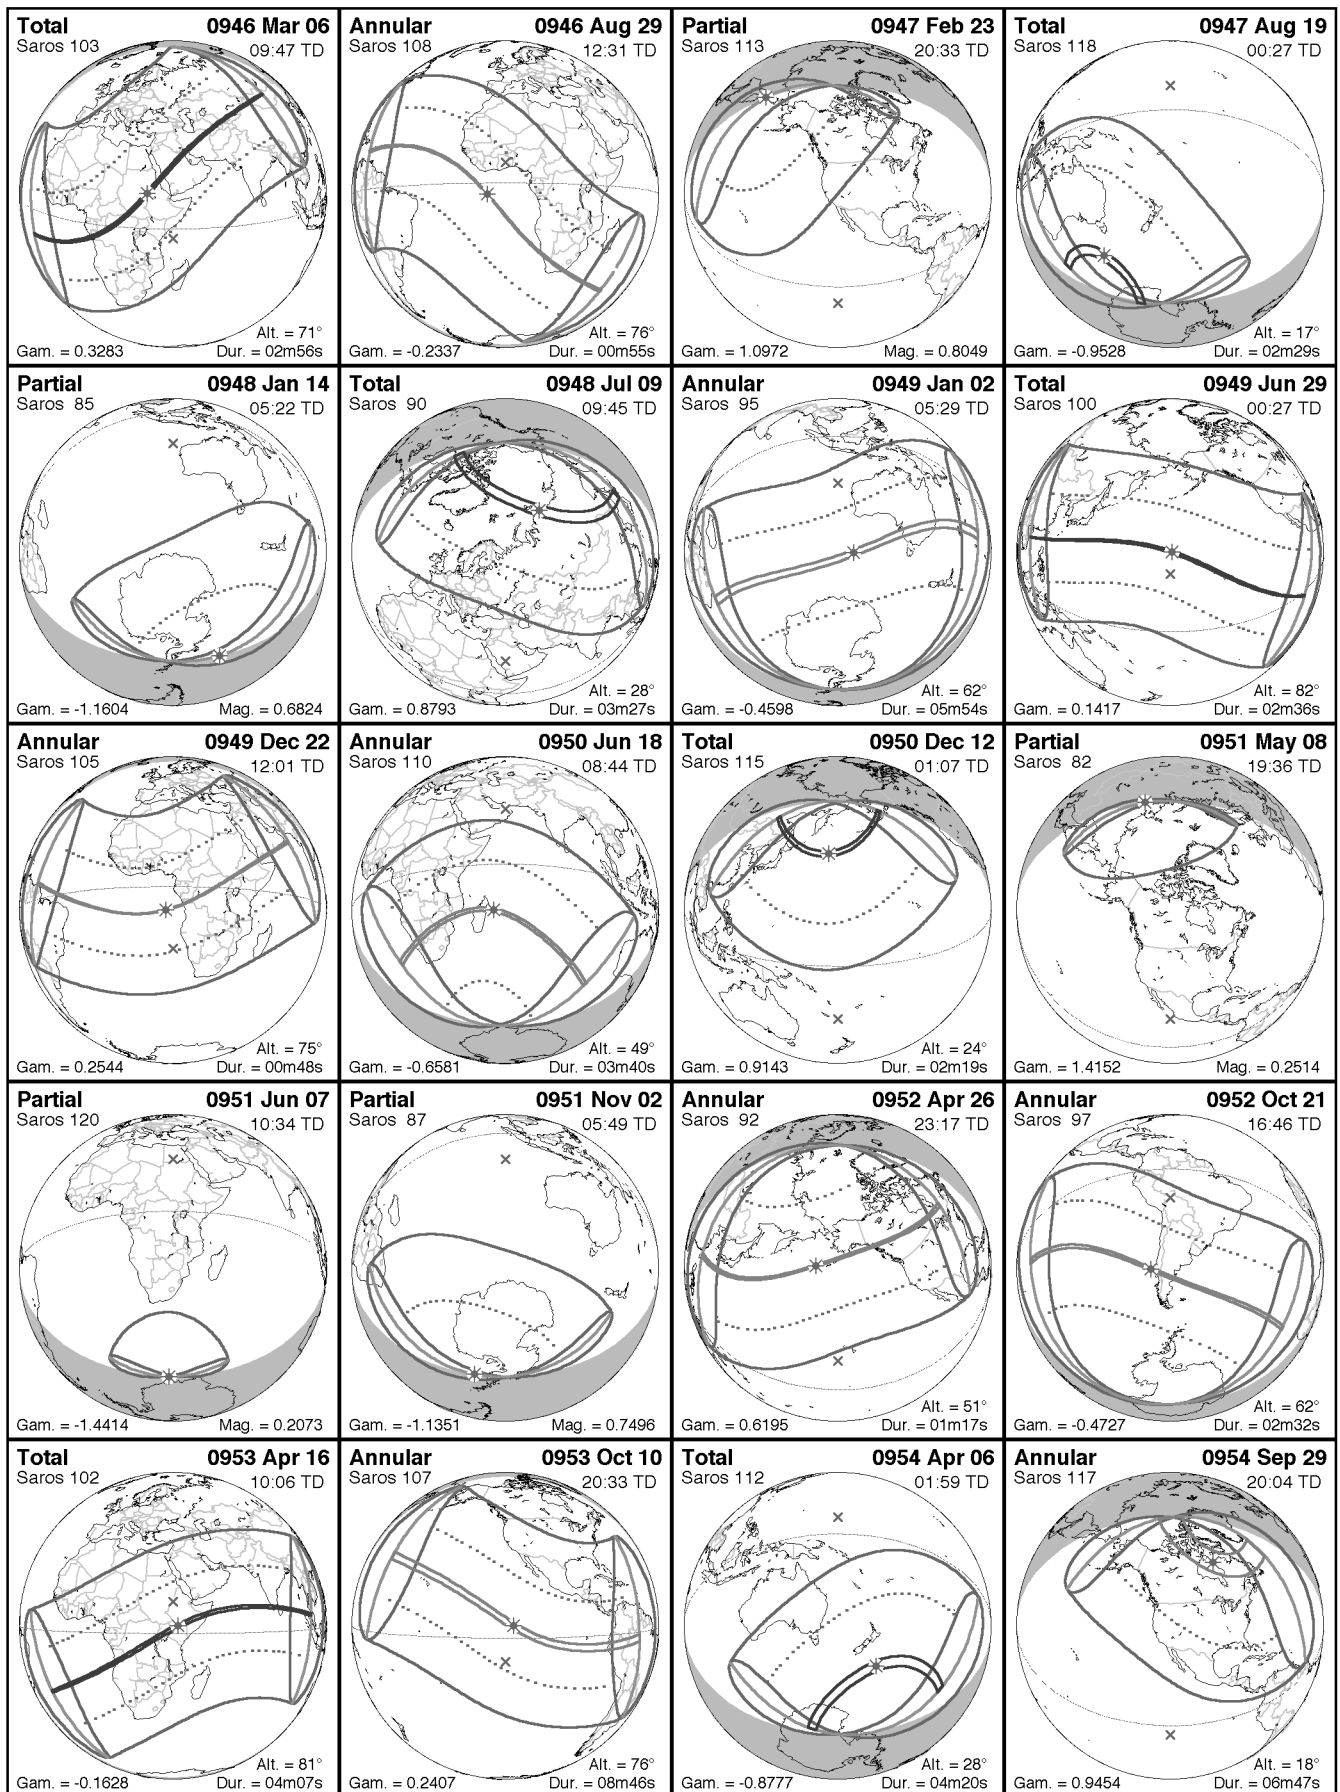 Total 0946 Mar 06
Saros 103 09:47 TD
Alt. = 71°
Gam. = 0.3283 Dur. = 02m56s
Annular 0946 Aug 29
Saros 108 12:31 TD
Alt. = 76°
Gam. = -0.2337 Dur. = 00m55s
Partial 0947 Feb 23
Saros 113 20:33 TD
Gam. = 1.0972 Mag. = 0.8049
Total 0947 Aug 19
Saros 118 00:27 TD
Alt. = 17°
Gam. = -0.9528 Dur. = 02m29s
Partial 0948 Jan 14
Saros 85 05:22 TD
Gam. = -1.1604 Mag. = 0.6824
Total 0948 Jul 09
Saros 90 09:45 TD
Alt. = 28°
Gam. = 0.8793 Dur. = 03m27s
Annular 0949 Jan 02
Saros 95 05:29 TD
Alt. = 62°
Gam. = -0.4598 Dur. = 05m54s
Total 0949 Jun 29
Saros 100 00:27 TD
Alt. = 82°
Gam. = 0.1417 Dur. = 02m36s
Annular 0949 Dec 22
Saros 105 12:01 TD
Alt. = 75°
Gam. = 0.2544 Dur. = 00m48s
Annular 0950 Jun 18
Saros 110 08:44 TD
Alt. = 49°
Gam. = -0.6581 Dur. = 03m40s
Total 0950 Dec 12
Saros 115 01:07 TD
Alt. = 24°
Gam. = 0.9143 Dur. = 02m19s
Partial 0951 May 08
Saros 82 19:36 TD
Gam. = 1.4152 Mag. = 0.2514
Partial 0951 Jun 07
Saros 120 10:34 TD
Gam. = -1.4414 Mag. = 0.2073
Partial 0951 Nov 02
Saros 87 05:49 TD
Gam. = -1.1351 Mag. = 0.7496
Annular 0952 Apr 26
Saros 92 23:17 TD
Alt. = 51°
Gam. = 0.6195 Dur. = 01m17s
Annular 0952 Oct 21
Saros 97 16:46 TD
Alt. = 62°
Gam. = -0.4727 Dur. = 02m32s
Total 0953 Apr 16
Saros 102 10:06 TD
Alt. = 81°
Gam. = -0.1628 Dur. = 04m07s
Annular 0953 Oct 10
Saros 107 20:33 TD
Alt. = 76°
Gam. = 0.2407 Dur. = 08m46s
Total 0954 Apr 06
Saros 112 01:59 TD
Alt. = 28°
Gam. = -0.8777 Dur. = 04m20s
Annular 0954 Sep 29
Saros 117 20:04 TD
Alt. = 18°
Gam. = 0.9454 Dur. = 06m47s